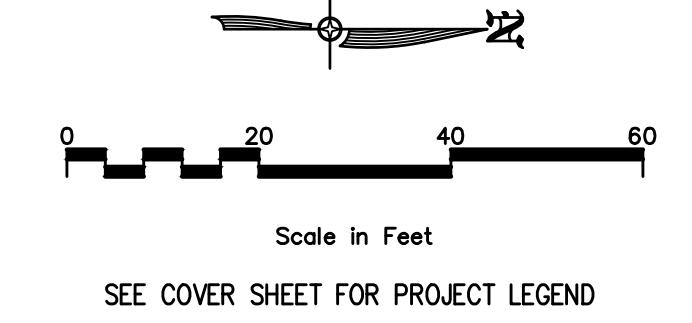 N
0 20 40 60
Scale in Feet
SEE COVER SHEET FOR PROJECT LEGEND